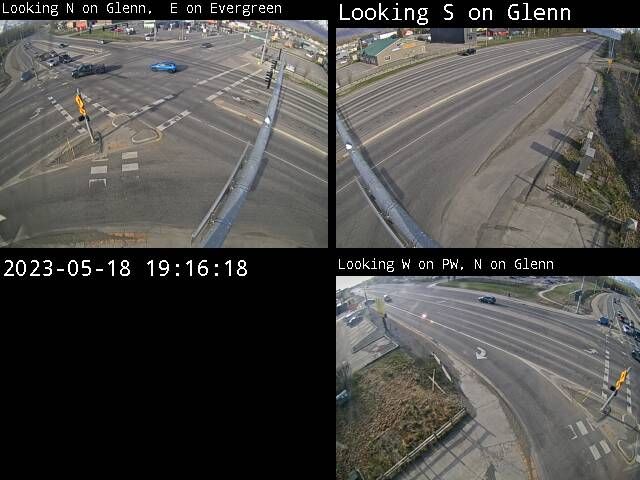 Looking N on Glenn,  E on Evergreen
Looking S on Glenn
2023-05-18 19:16:18
Looking W on PW, N on Glenn